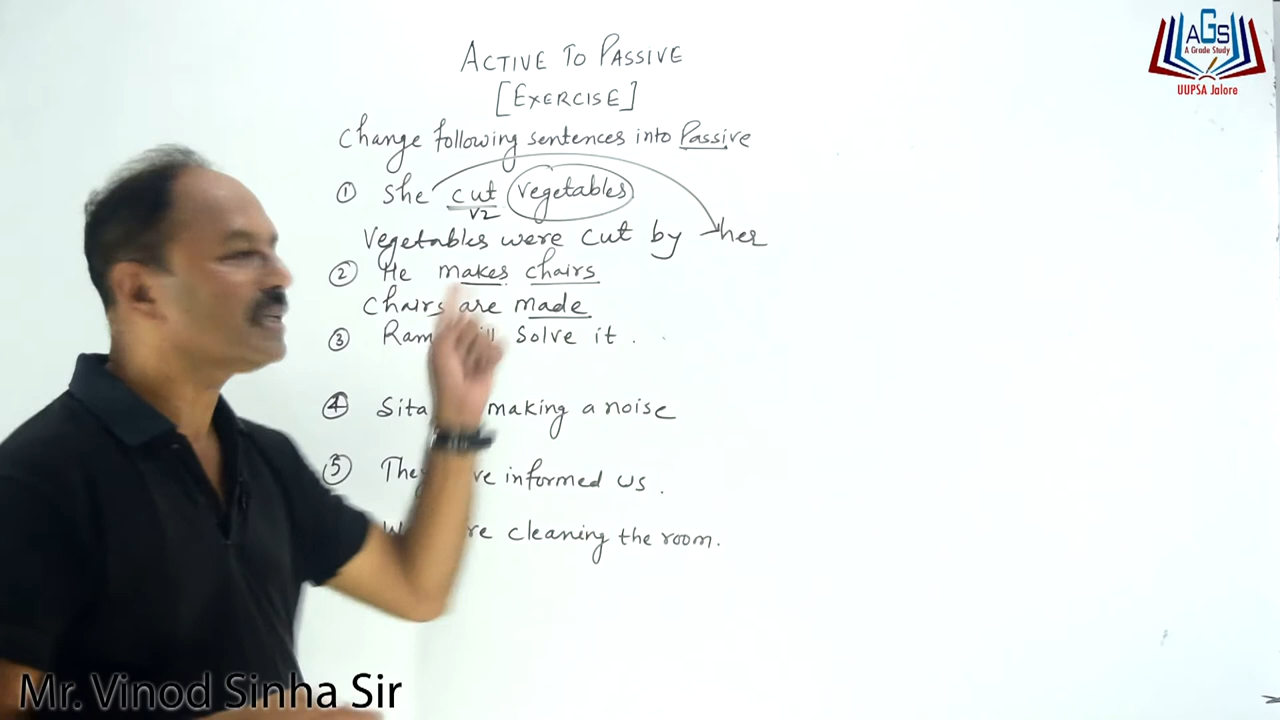 ACTIVE TO PASSIVE
[EXERCISE]
Change following sentences into Passive
① She cut vegetables
V2
Vegetables were cut by her
② He makes chairs
Chairs are made
③ Ram solve it .
④ Sita making a noise
⑤ informed us .
cleaning the room.
AGS
A Grade Study
UUPSA Jalore
Mr. Vinod Sinha Sir